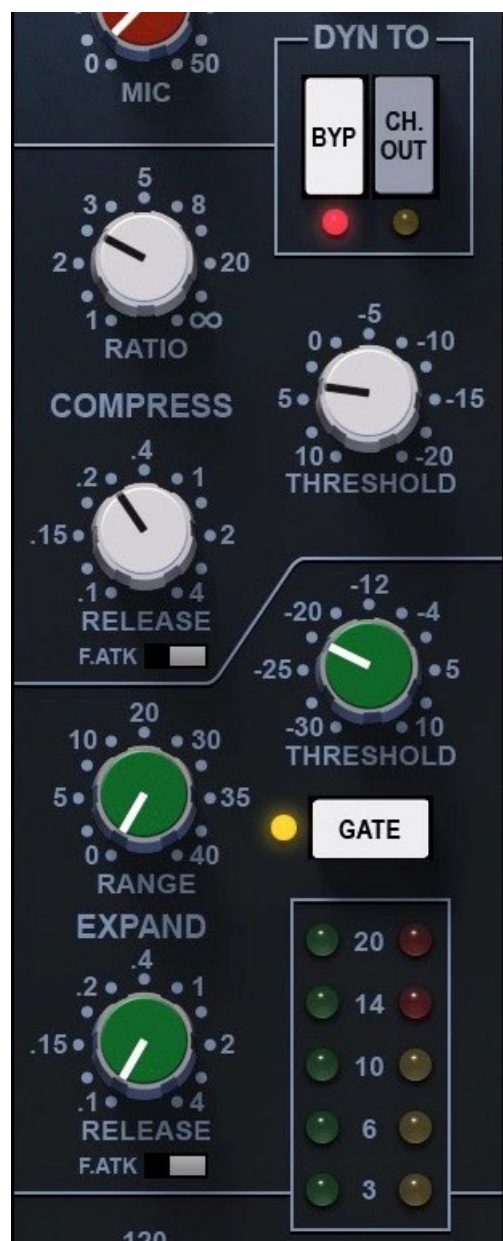 DYN TO
0 50
MIC
BYP
CH.
OUT
5
3 8
2 20
1 ∞
RATIO
-5
0 -10
5 -15
10 -20
THRESHOLD
COMPRESS
.4
.2 1
.15 2
.1 4
RELEASE
F.ATK
-12
-20 -4
-25 5
-30 10
THRESHOLD
20
10 30
5 35
0 40
RANGE
GATE
EXPAND
.4
.2 1
.15 2
.1 4
RELEASE
F.ATK
20
14
10
6
3
120